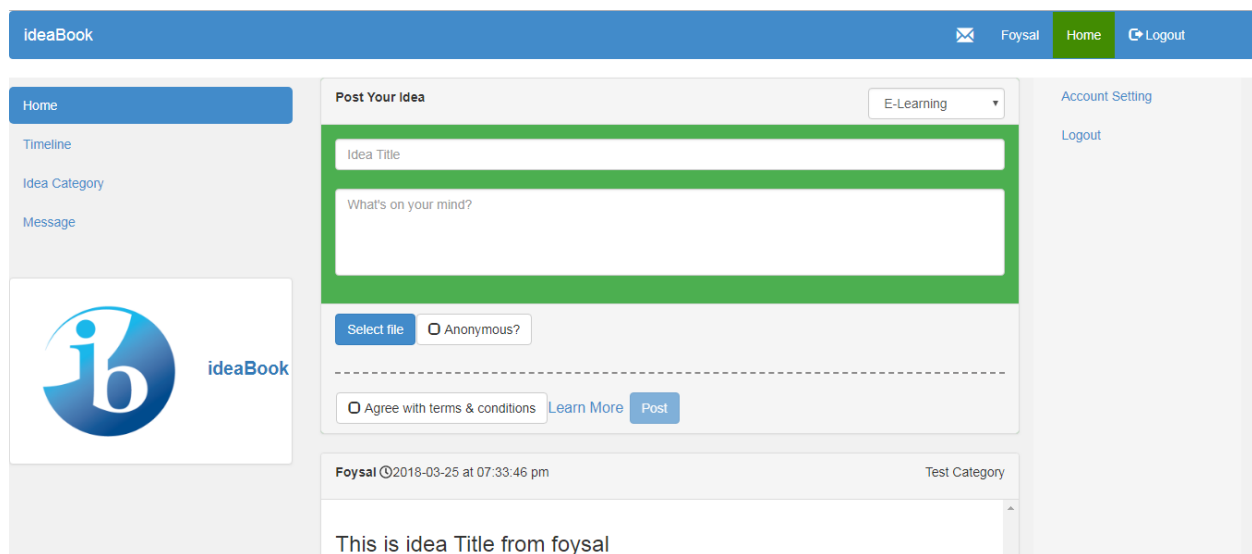 ideaBook
Foysal
Home
Logout
Home
Timeline
Idea Category
Message
ib
ideaBook
Post Your Idea
E-Learning
Idea Title
What's on your mind?
Select file
Anonymous?
Agree with terms & conditions Learn More Post
Foysal 2018-03-25 at 07:33:46 pm
Test Category
This is idea Title from foysal
Account Setting
Logout